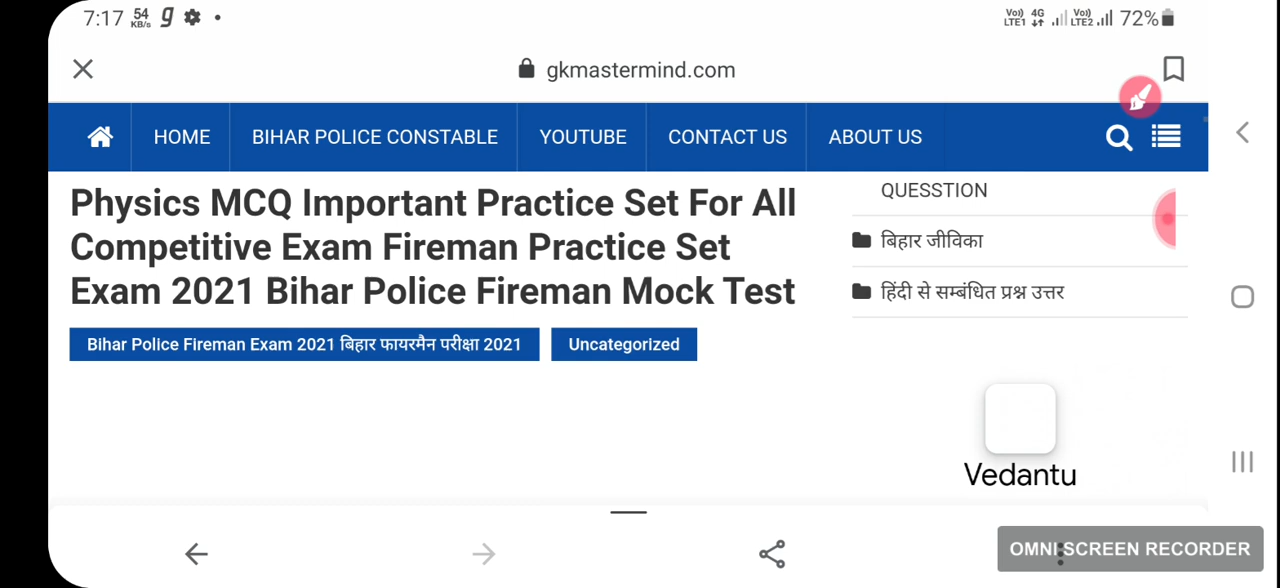 7:17 54 KB/s g
Vo)) LTE1 4G Vo)) LTE2 72%
gkmastermind.com
HOME BIHAR POLICE CONSTABLE YOUTUBE CONTACT US ABOUT US
Physics MCQ Important Practice Set For All
Competitive Exam Fireman Practice Set
Exam 2021 Bihar Police Fireman Mock Test
Bihar Police Fireman Exam 2021 बिहार फायरमैन परीक्षा 2021 Uncategorized
QUESSTION
बिहार जीविका
हिंदी से सम्बंधित प्रश्न उत्तर
Vedantu
OMNI SCREEN RECORDER